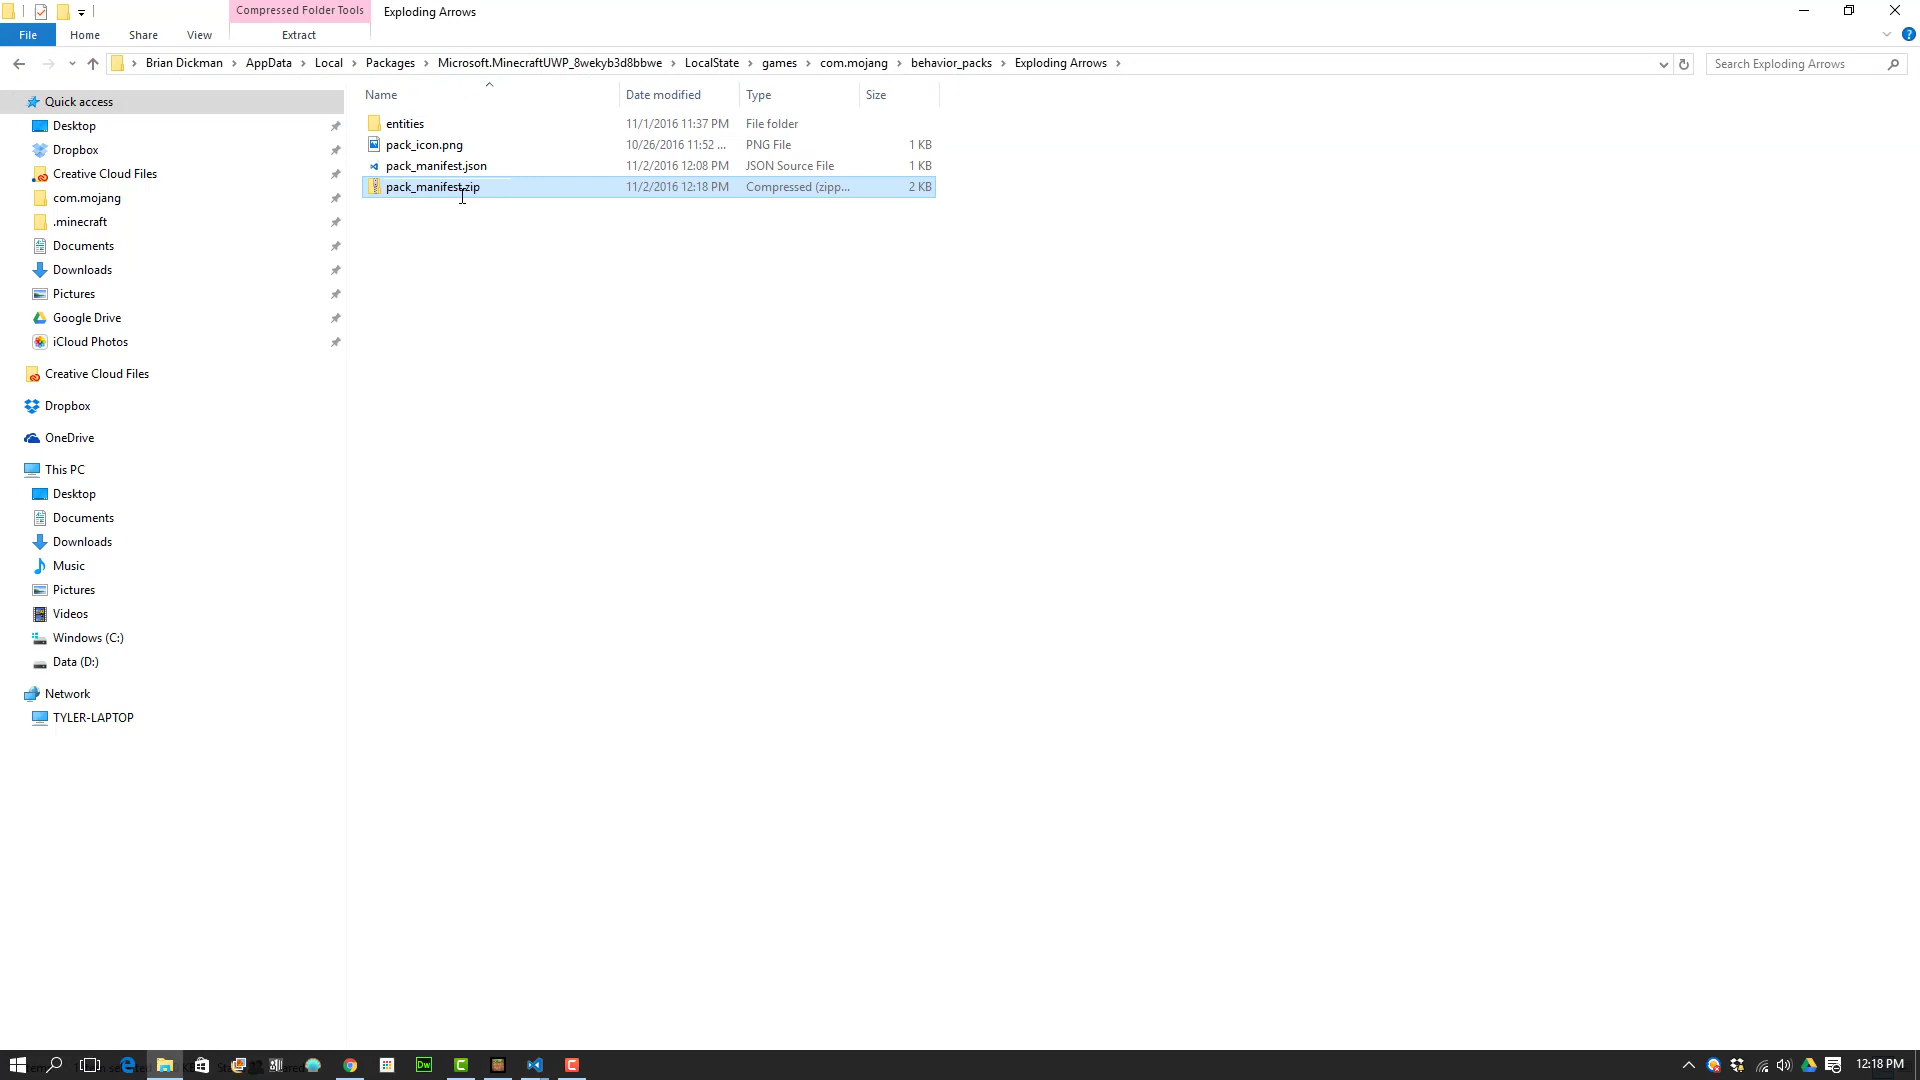 Compressed Folder Tools
Exploding Arrows
File
Home
Share
View
Extract
Brian Dickman
AppData
Local
Packages
Microsoft.MinecraftUWP_8wekyb3d8bbwe
LocalState
games
com.mojang
behavior_packs
Exploding Arrows
Search Exploding Arrows
Name
Date modified
Type
Size
entities
11/1/2016 11:37 PM
File folder
pack_icon.png
10/26/2016 11:52 ...
PNG File
1 KB
pack_manifest.json
11/2/2016 12:08 PM
JSON Source File
1 KB
pack_manifest.zip
11/2/2016 12:18 PM
Compressed (zipp...
2 KB
Quick access
Desktop
Dropbox
Creative Cloud Files
com.mojang
.minecraft
Documents
Downloads
Pictures
Google Drive
iCloud Photos
Creative Cloud Files
Dropbox
OneDrive
This PC
Desktop
Documents
Downloads
Music
Pictures
Videos
Windows (C:)
Data (D:)
Network
TYLER-LAPTOP
Dw
12:18 PM